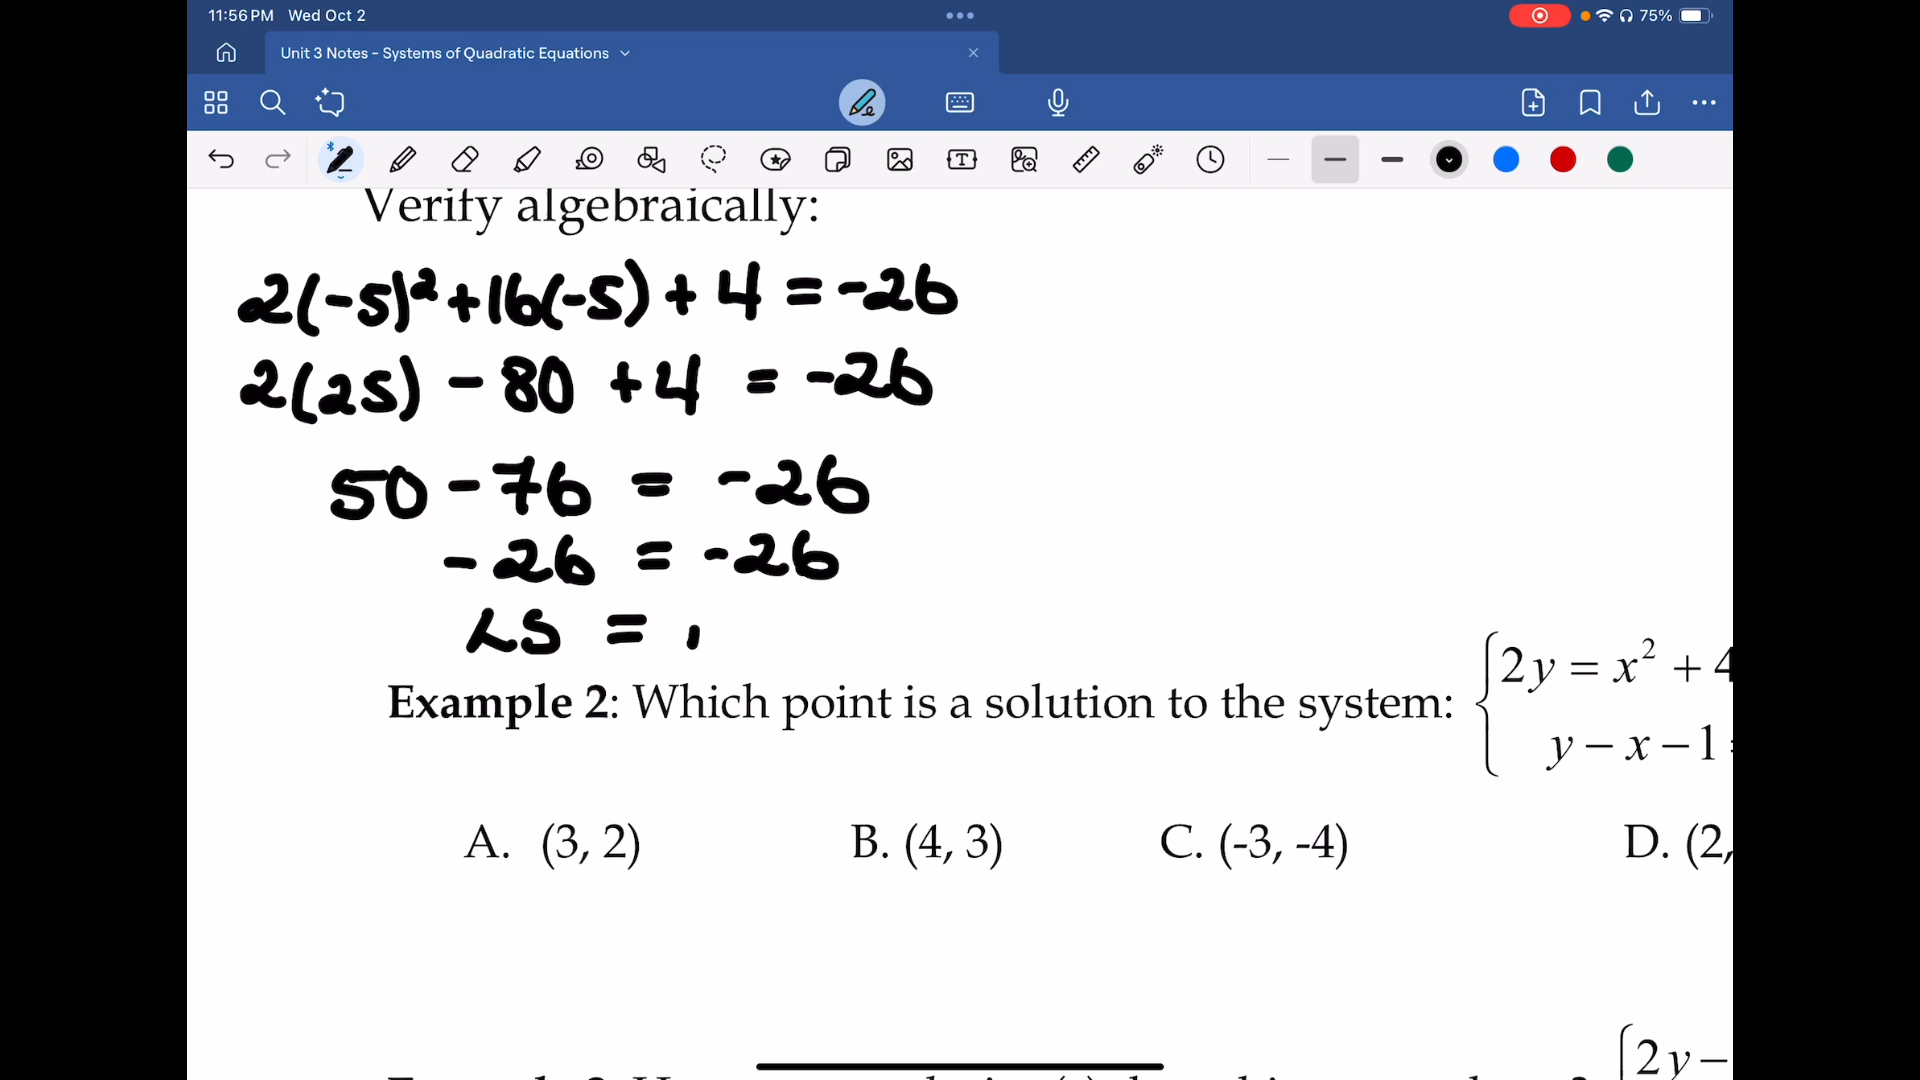 11:56 PM Wed Oct 2
75%
Unit 3 Notes - Systems of Quadratic Equations
Verify algebraically:
2(-5)²+16(-5) + 4 = -26
2(25) - 80 + 4 = -26
50 - 76 = -26
-26 = -26
LS =
Example 2: Which point is a solution to the system:
2y = x² + 4
y − x − 1
A. (3, 2) B. (4, 3) C. (-3, -4) D. (2,
2y −